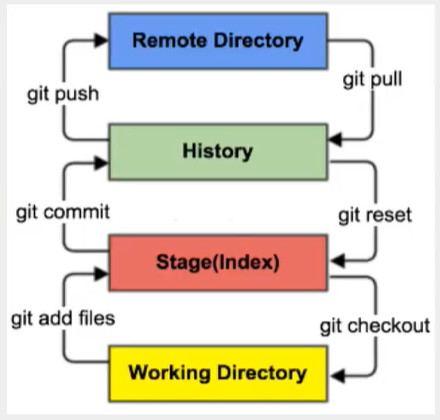 Remote Directory
git pull
git push
History
git commit
git reset
Stage(Index)
git add files
git checkout
Working Directory